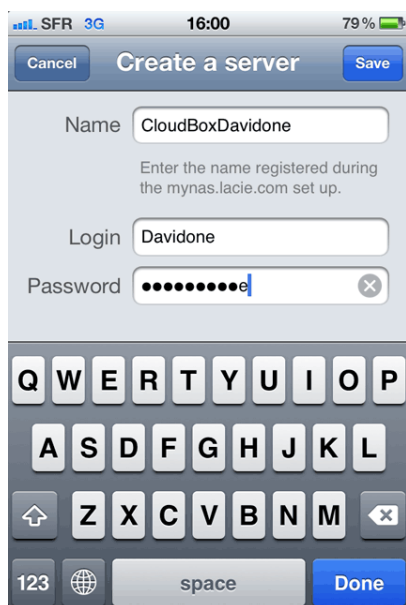 SFR 3G 16:00 79 %
Cancel Create a server Save
Name CloudBoxDavidone
Enter the name registered during
the mynas.lacie.com set up.
Login Davidone
Password ●●●●●●●●●e
Q W E R T Y U I O P
A S D F G H J K L
Z X C V B N M
123 space Done